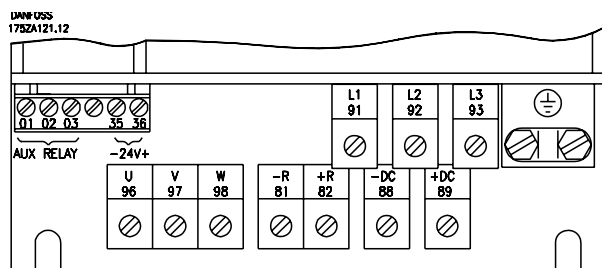 DANFOSS
175ZA121.12
L1 L2 L3
91 92 93
01 02 03 35 36
AUX RELAY -24V+
U V W -R +R -DC +DC
96 97 98 81 82 88 89